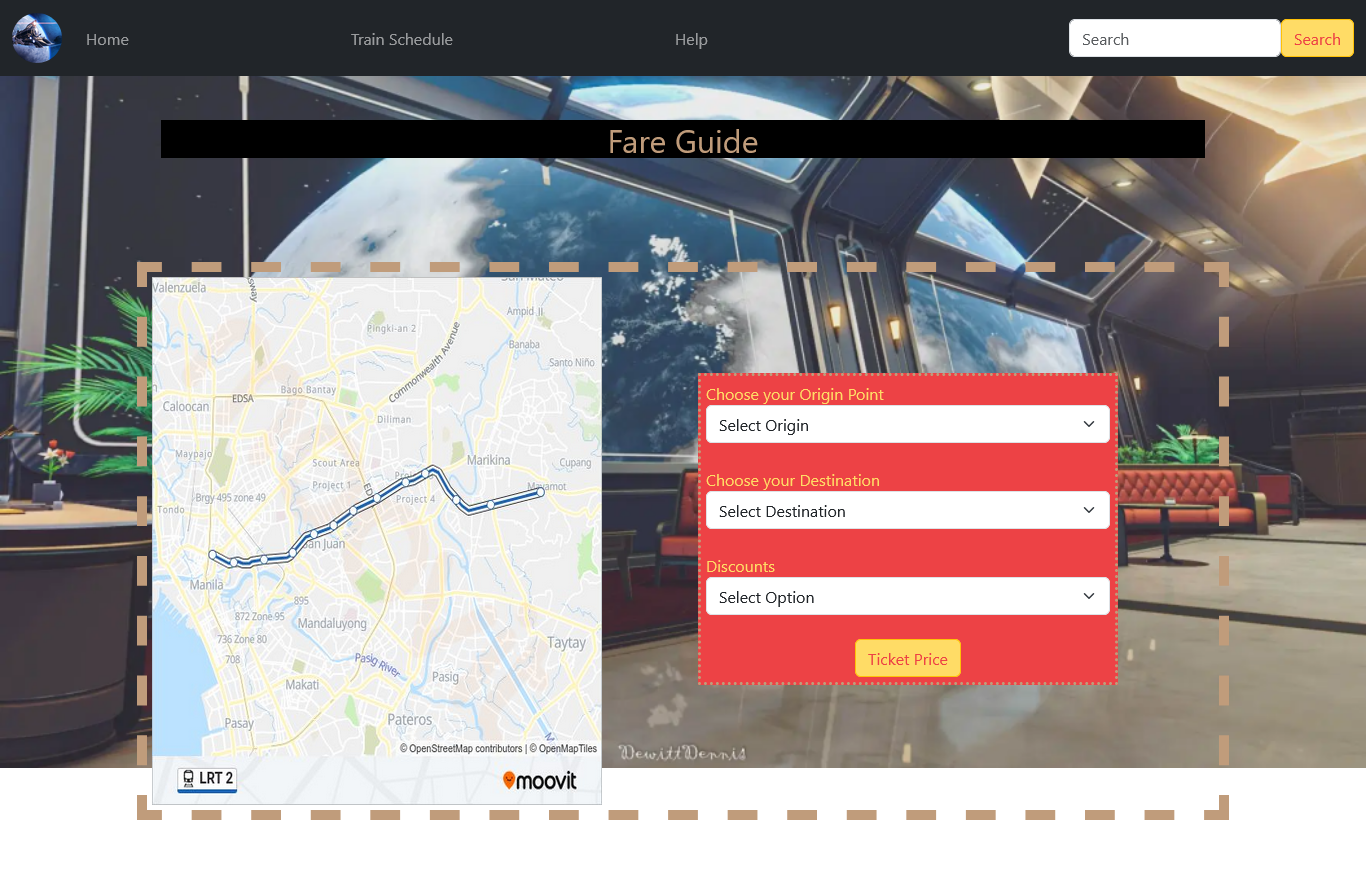 Home
Train Schedule
Help
Search
Search
Fare Guide
Valenzuela
San Mateo
Ampid II
Pingkl-an 2
Commonwealth Avenue
Banaba
Santo Niño
EDSA
Bago Bantay
Caloocan
Diliman
Maypajo
Scout Area
Marikina
Cupang
Project 1
Project 4
Mayamot
Brgy 495 zone 49
Tondo
San Juan
Manila
895
872 Zone 95
Mandaluyong
736 Zone 80
708
Taytay
Pasig River
Pasig
Makati
Pasay
Pateros
© OpenStreetMap contributors | © OpenMapTiles
LRT 2
moovit
Choose your Origin Point
Select Origin
Choose your Destination
Select Destination
Discounts
Select Option
Ticket Price
DewittDennis